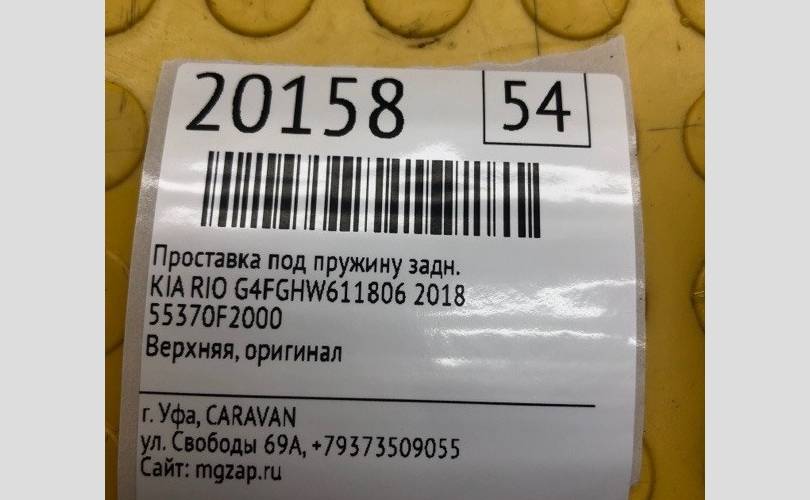 20158
54
Проставка под пружину задн.
KIA RIO G4FGHW611806 2018
55370F2000
Верхняя, оригинал
г. Уфа, CARAVAN
ул. Свободы 69А, +79373509055
Сайт: mgzap.ru